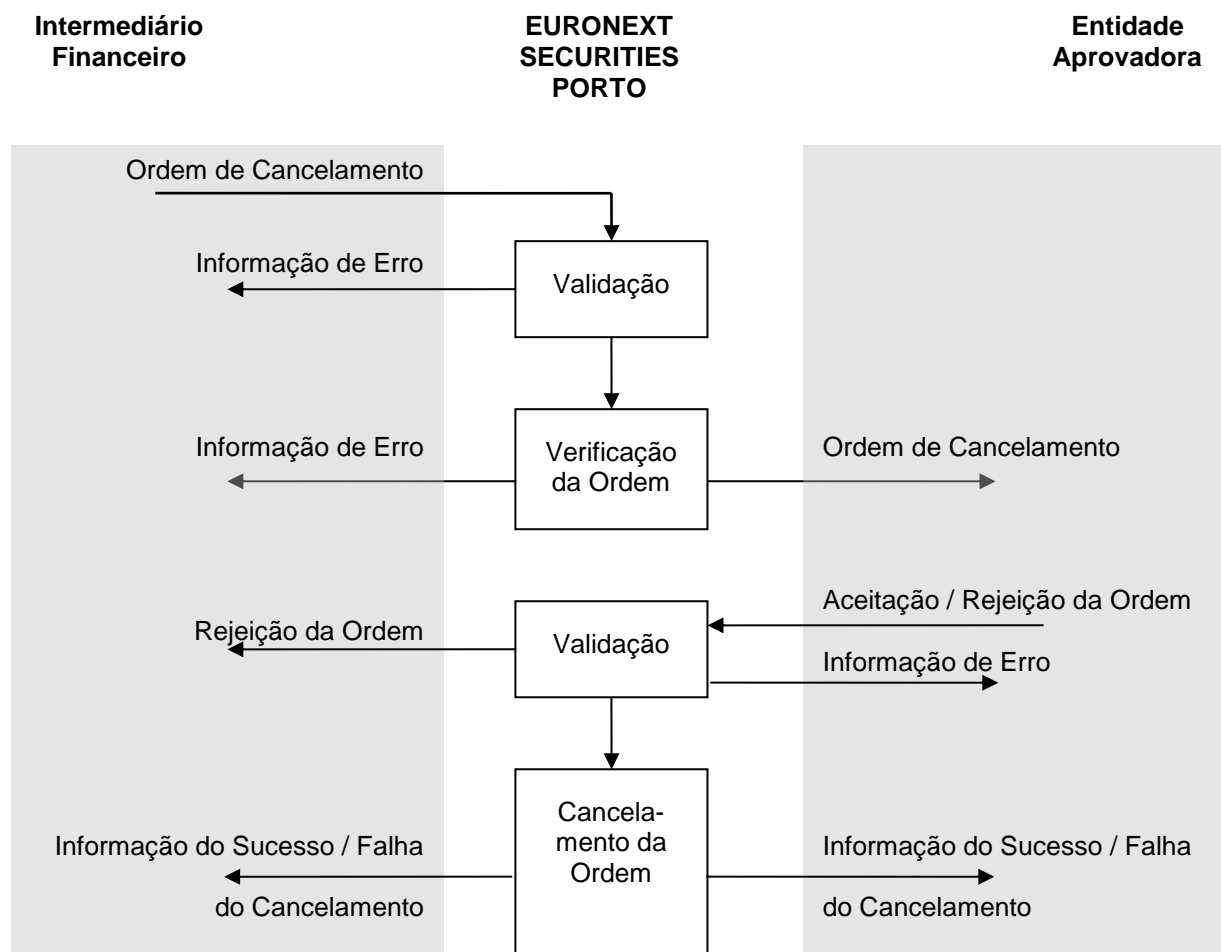 Intermediário
Financeiro
EURONEXT
SECURITIES
PORTO
Entidade
Aprovadora
Ordem de Cancelamento
Informação de Erro
Validação
Informação de Erro
Verificação
da Ordem
Ordem de Cancelamento
Rejeição da Ordem
Validação
Aceitação / Rejeição da Ordem
Informação de Erro
Informação do Sucesso / Falha
do Cancelamento
Cancela-
mento da
Ordem
Informação do Sucesso / Falha
do Cancelamento